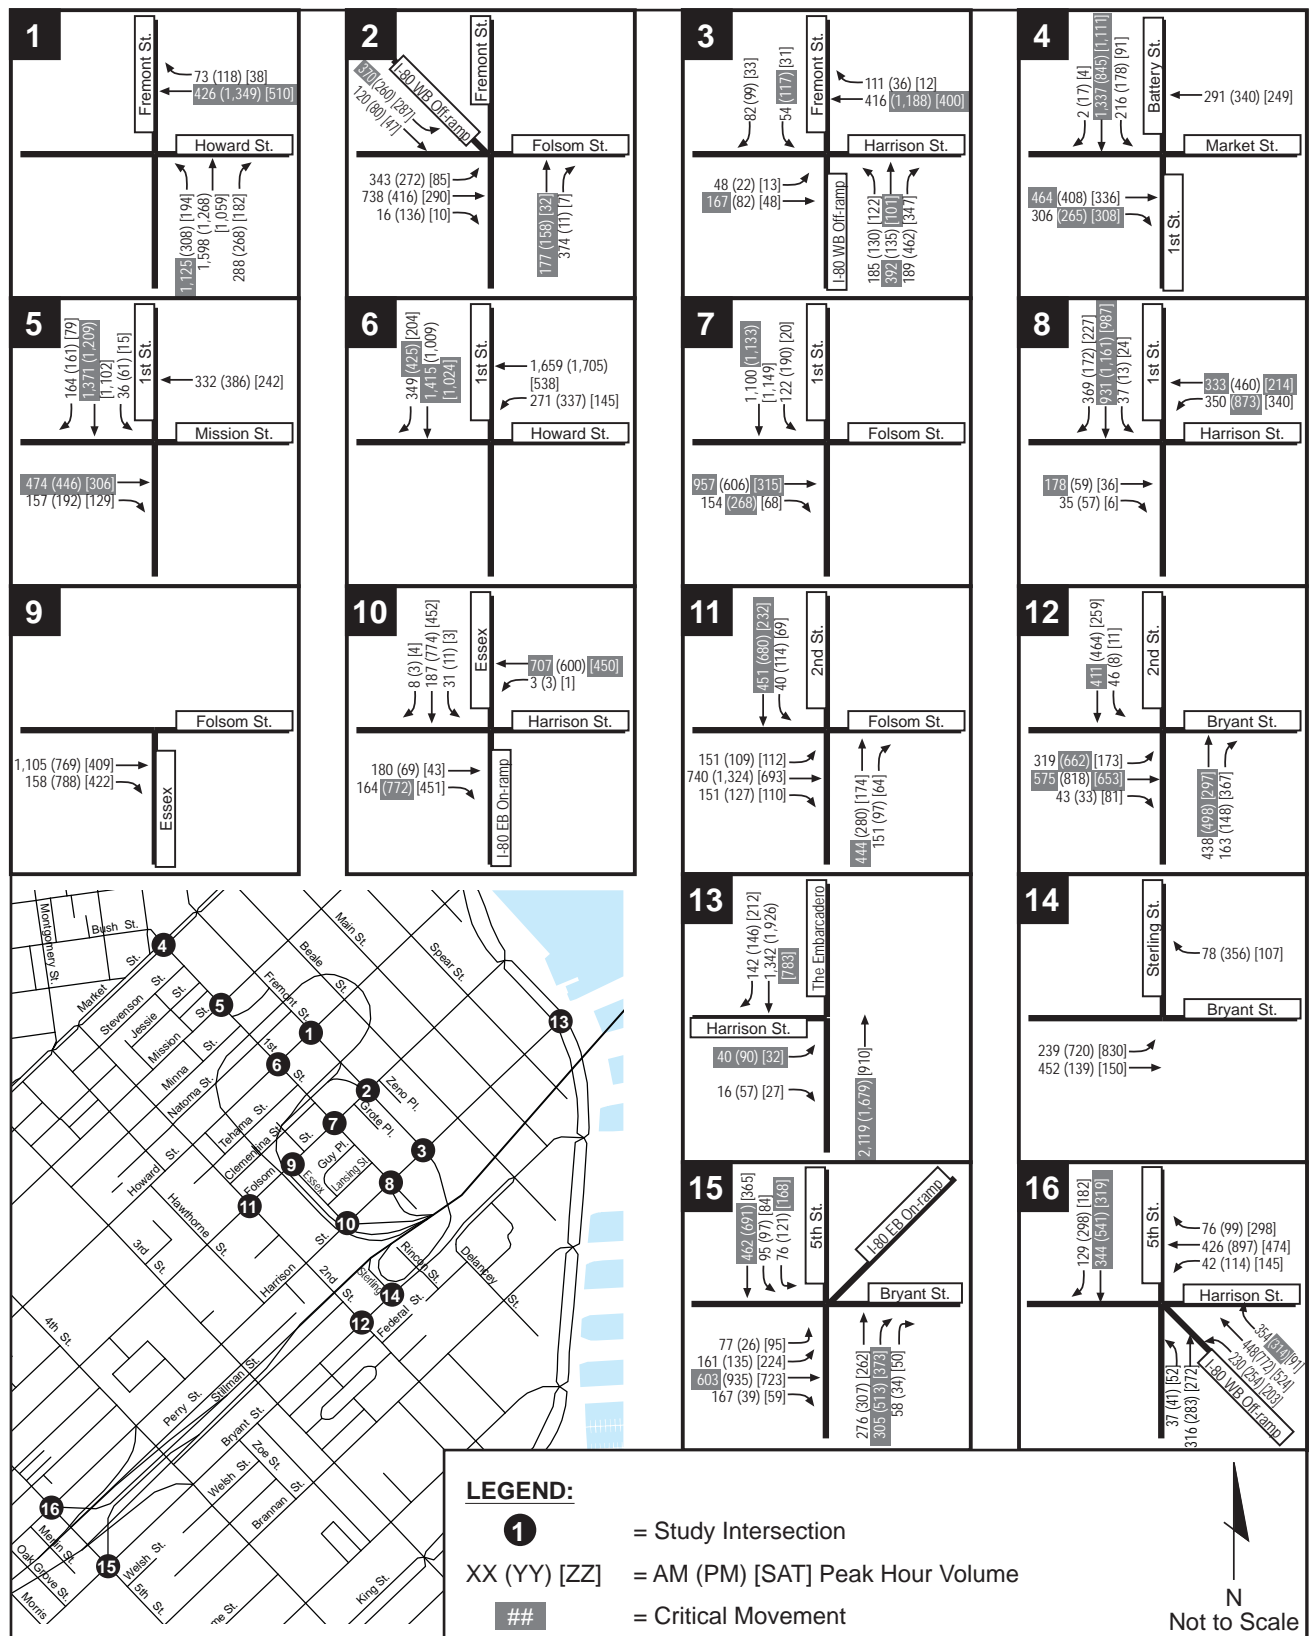 1
Fremont St.
73 (118) [38]
426 (1,349) [510]
Howard St.
1,125 (308) [194]
1,598 (1,268)
[1,059]
288 (268) [182]
2
I-80 WB Off-ramp
Fremont St.
370(260) [287]
120 (80) [47]
Folsom St.
343 (272) [85]
738 (416) [290]
16 (136) [10]
177 (158) [32]
374 (11) [7]
3
82 (99) [33]
54 (117) [31]
Fremont St.
111 (36) [12]
416 (1,188) [400]
Harrison St.
48 (22) [13]
167 (82) [48]
I-80 WB Off-ramp
185 (130) [122]
392 (135) [101]
189 (462) [347]
4
2 (17) [4]
1,337 (845) [1,111]
216 (178) [91]
Battery St.
291 (340) [249]
Market St.
464 (408) [336]
306 (265) [308]
1st St.
5
164 (161) [79]
1,371 (1,209)
[1,102]
36 (61) [15]
1st St.
332 (386) [242]
Mission St.
474 (446) [306]
157 (192) [129]
6
349 (425) [204]
1,415 (1,009)
[1,024]
1st St.
1,659 (1,705)
[538]
271 (337) [145]
Howard St.
7
1,100 (1,133)
[1,149]
122 (190) [20]
1st St.
Folsom St.
957 (606) [315]
154 (268) [68]
8
369 (172) [227]
931 (1,161) [987]
37 (13) [24]
1st St.
333 (460) [214]
350 (873) [340]
Harrison St.
178 (59) [36]
35 (57) [6]
9
Folsom St.
1,105 (769) [409]
158 (788) [422]
Essex
10
8 (3) [4]
187 (774) [452]
31 (11) [3]
Essex
707 (600) [450]
3 (3) [1]
Harrison St.
180 (69) [43]
164 (772) [451]
I-80 EB On-ramp
11
451 (680) [232]
40 (114) [69]
2nd St.
Folsom St.
151 (109) [112]
740 (1,324) [693]
151 (127) [110]
444 (280) [174]
151 (97) [64]
12
411 (464) [259]
46 (8) [11]
2nd St.
Bryant St.
319 (662) [173]
575 (818) [653]
43 (33) [81]
438 (498) [297]
163 (148) [367]
13
142 (146) [212]
1,342 (1,926)
[783]
The Embarcadero
Harrison St.
40 (90) [32]
16 (57) [27]
2,119 (1,679) [910]
14
Sterling St.
78 (356) [107]
Bryant St.
239 (720) [830]
452 (139) [150]
15
462 (691) [365]
95 (97) [84]
76 (121) [168]
5th St.
I-80 EB On-ramp
Bryant St.
77 (26) [95]
161 (135) [224]
603 (935) [723]
167 (39) [59]
276 (307) [262]
305 (513) [373]
58 (34) [50]
16
129 (298) [182]
344 (541) [319]
5th St.
76 (99) [298]
426 (897) [474]
42 (114) [145]
Harrison St.
354(314)[91]
448(772) [524]
230 (254) [203]
I-80 WB Off-ramp
37 (41) [52]
316 (283) [272]
Montgomery St.
Bush St.
4
Market St.
Stevenson St.
Jessie St.
Mission St.
Minna St.
Natoma St.
5
Fremont St.
Beale St.
Main St.
Spear St.
13
1
1st St.
6
2
Zeno Pl.
Grote Pl.
7
3
Tehama St.
Clementina St.
Folsom St.
9
Guy Pl.
Lansing St.
Essex
8
11
10
Howard St.
Hawthorne St.
3rd St.
Harrison St.
2nd St.
Rincon St.
Delancey St.
Sterling
14
12
Federal St.
4th St.
Perry St.
Stillman St.
Bryant St.
Zoe St.
Welsh St.
Brannan St.
16
Merlin St.
Oak Grove St.
Morris
15
Welsh St.
5th St.
me St.
King St.
LEGEND:
1 = Study Intersection
XX (YY) [ZZ] = AM (PM) [SAT] Peak Hour Volume
## = Critical Movement
N
Not to Scale